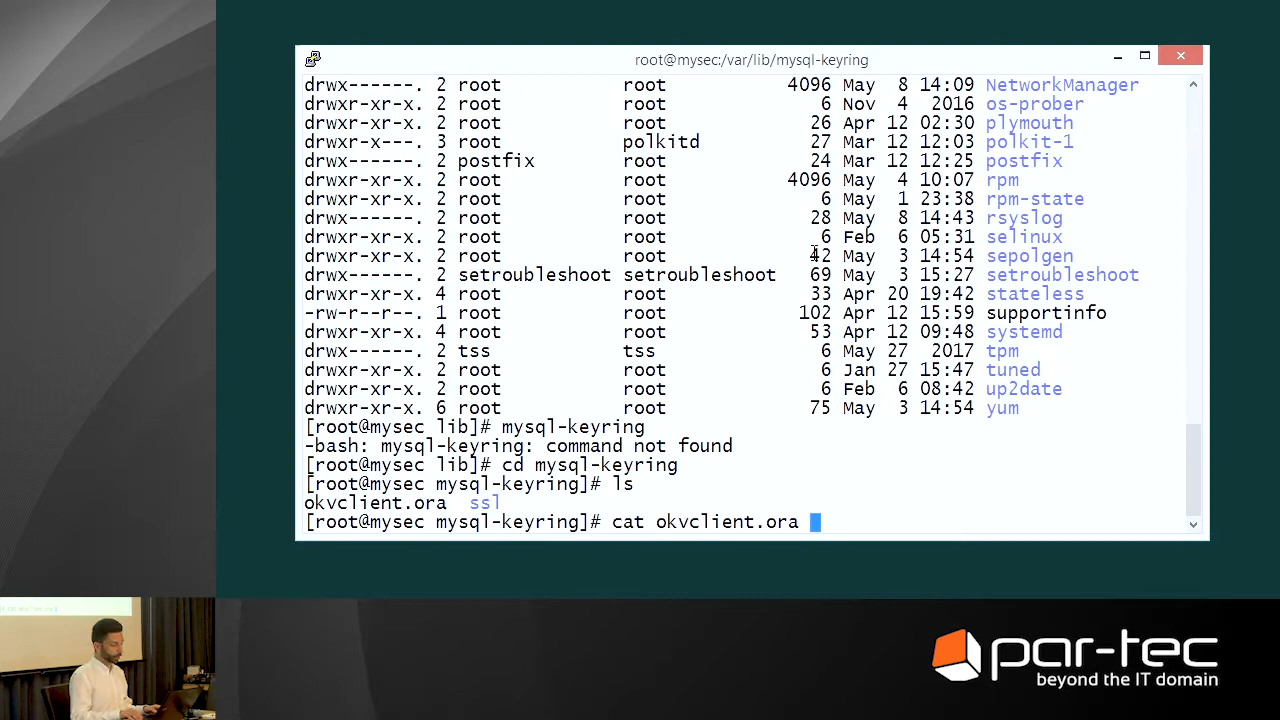 root@mysec:/var/lib/mysql-keyring
drwx------. 2 root root 4096 May 8 14:09 NetworkManager
drwxr-xr-x. 2 root root 6 Nov 4 2016 os-prober
drwxr-xr-x. 2 root root 26 Apr 12 02:30 plymouth
drwxr-x---. 3 root polkitd 27 Mar 12 12:03 polkit-1
drwx------. 2 postfix root 24 Mar 12 12:25 postfix
drwxr-xr-x. 2 root root 4096 May 4 10:07 rpm
drwxr-xr-x. 2 root root 6 May 1 23:38 rpm-state
drwx------. 2 root root 28 May 8 14:43 rsyslog
drwxr-xr-x. 2 root root 6 Feb 6 05:31 selinux
drwxr-xr-x. 2 root root 42 May 3 14:54 sepolgen
drwx------. 2 setroubleshoot setroubleshoot 69 May 3 15:27 setroubleshoot
drwxr-xr-x. 4 root root 33 Apr 20 19:42 stateless
-rw-r--r--. 1 root root 102 Apr 12 15:59 supportinfo
drwxr-xr-x. 4 root root 53 Apr 12 09:48 systemd
drwx------. 2 tss tss 6 May 27 2017 tpm
drwxr-xr-x. 2 root root 6 Jan 27 15:47 tuned
drwxr-xr-x. 2 root root 6 Feb 6 08:42 up2date
drwxr-xr-x. 6 root root 75 May 3 14:54 yum
[root@mysec lib]# mysql-keyring
-bash: mysql-keyring: command not found
[root@mysec lib]# cd mysql-keyring
[root@mysec mysql-keyring]# ls
okvclient.ora ssl
[root@mysec mysql-keyring]# cat okvclient.ora
par-tec
beyond the IT domain